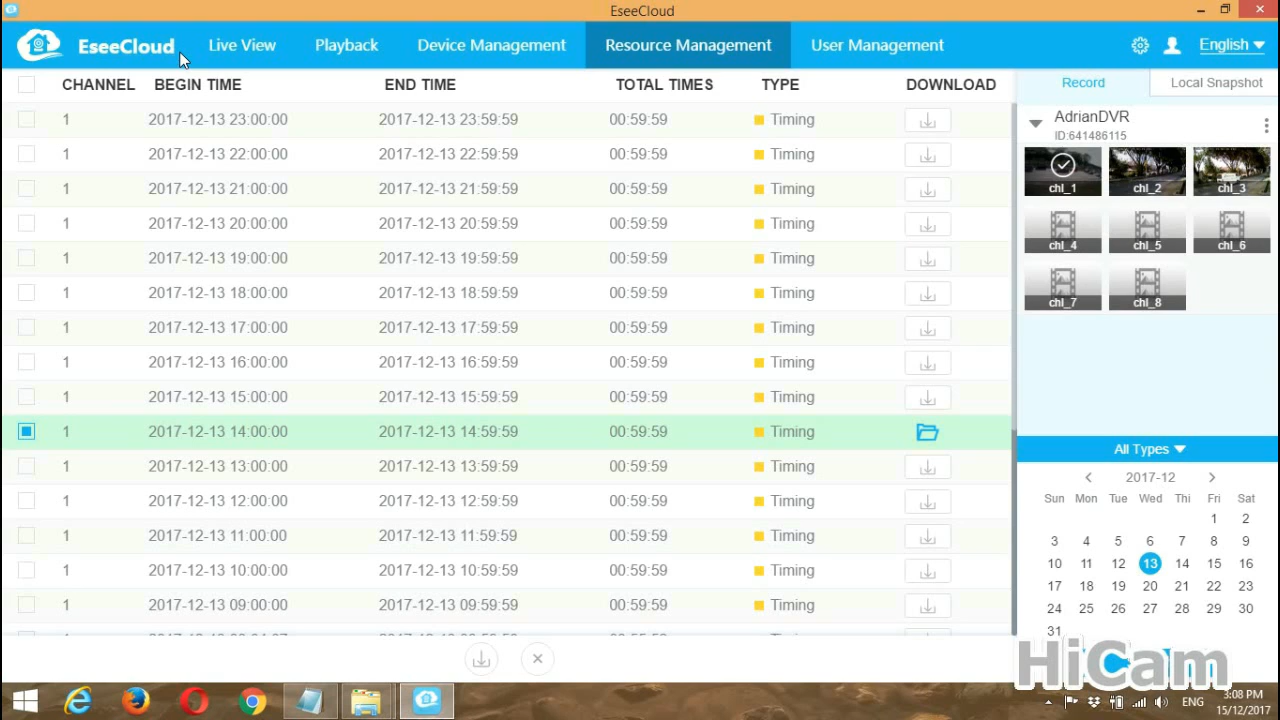 EseeCloud
EseeCloud Live View Playback Device Management Resource Management User Management English
CHANNEL BEGIN TIME END TIME TOTAL TIMES TYPE DOWNLOAD
1 2017-12-13 23:00:00 2017-12-13 23:59:59 00:59:59 Timing
1 2017-12-13 22:00:00 2017-12-13 22:59:59 00:59:59 Timing
1 2017-12-13 21:00:00 2017-12-13 21:59:59 00:59:59 Timing
1 2017-12-13 20:00:00 2017-12-13 20:59:59 00:59:59 Timing
1 2017-12-13 19:00:00 2017-12-13 19:59:59 00:59:59 Timing
1 2017-12-13 18:00:00 2017-12-13 18:59:59 00:59:59 Timing
1 2017-12-13 17:00:00 2017-12-13 17:59:59 00:59:59 Timing
1 2017-12-13 16:00:00 2017-12-13 16:59:59 00:59:59 Timing
1 2017-12-13 15:00:00 2017-12-13 15:59:59 00:59:59 Timing
1 2017-12-13 14:00:00 2017-12-13 14:59:59 00:59:59 Timing
1 2017-12-13 13:00:00 2017-12-13 13:59:59 00:59:59 Timing
1 2017-12-13 12:00:00 2017-12-13 12:59:59 00:59:59 Timing
1 2017-12-13 11:00:00 2017-12-13 11:59:59 00:59:59 Timing
1 2017-12-13 10:00:00 2017-12-13 10:59:59 00:59:59 Timing
1 2017-12-13 09:00:00 2017-12-13 09:59:59 00:59:59 Timing
Record Local Snapshot
AdrianDVR
ID:641486115
chl_1 chl_2 chl_3
chl_4 chl_5 chl_6
chl_7 chl_8
All Types
2017-12
Sun Mon Tue Wed Thi Fri Sat
1 2
3 4 5 6 7 8 9
10 11 12 13 14 15 16
17 18 19 20 21 22 23
24 25 26 27 28 29 30
31
HiCam
ENG 3:08 PM
15/12/2017